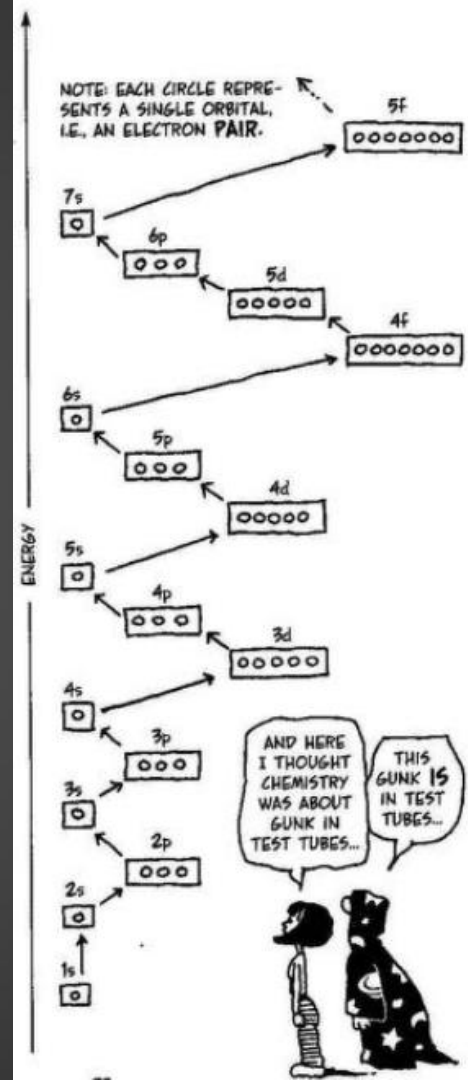 NOTE: EACH CIRCLE REPRE-
SENTS A SINGLE ORBITAL,
I.E., AN ELECTRON PAIR.
5f
7s
6p
5d
4f
6s
5p
4d
ENERGY
5s
4p
3d
4s
3p
3s
2p
2s
1s
AND HERE
I THOUGHT
CHEMISTRY
WAS ABOUT
GUNK IN
TEST TUBES...
THIS
GUNK IS
IN TEST
TUBES...